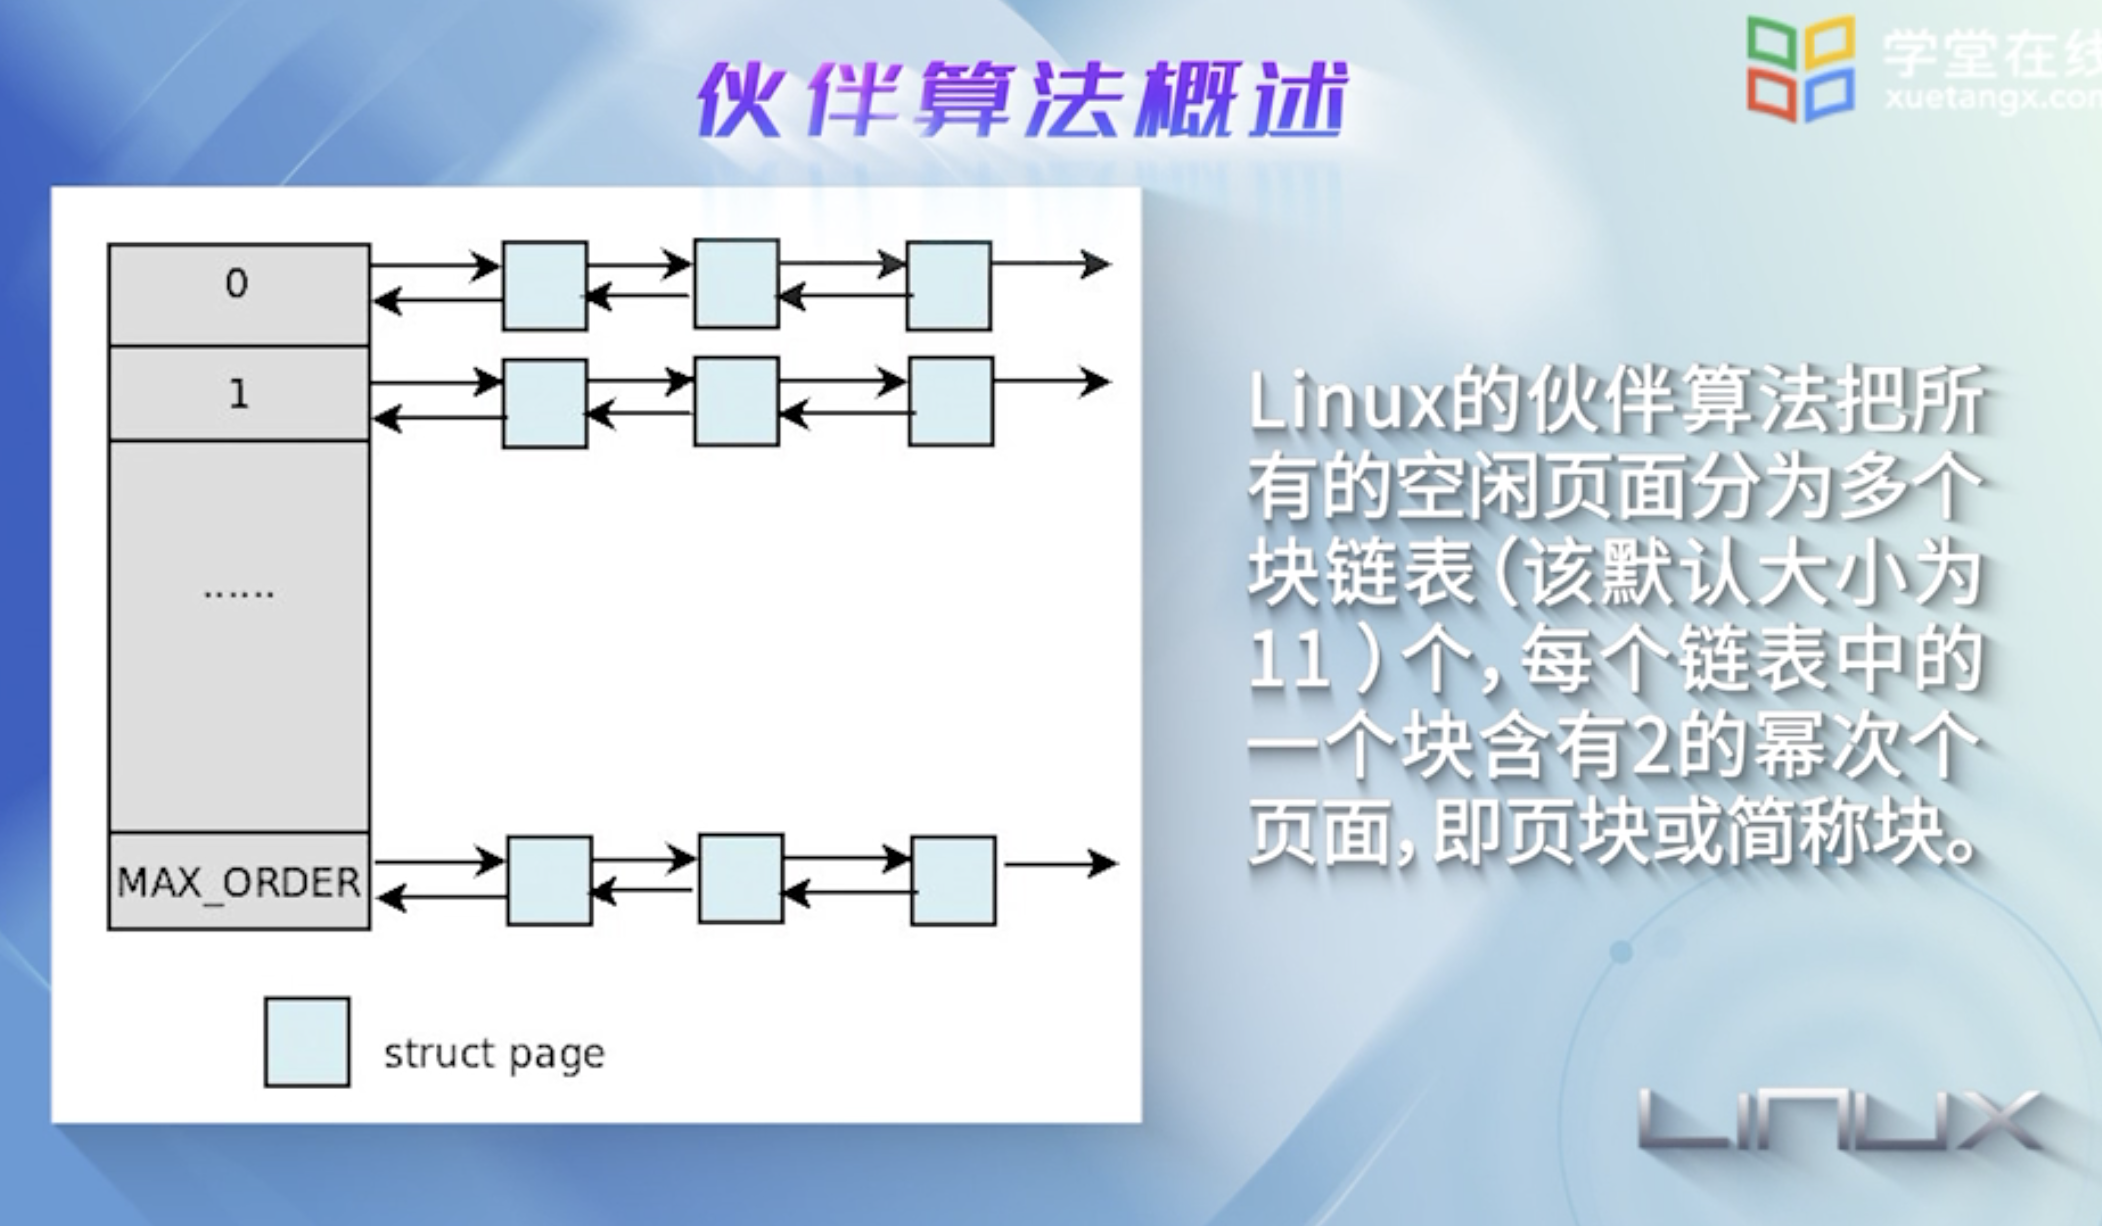 伙伴算法概述
学堂在线
xuetangx.com
0
1
......
MAX_ORDER
struct page
Linux的伙伴算法把所
有的空闲页面分为多个
块链表（该默认大小为
11 ）个，每个链表中的
一个块含有2的幂次个
页面，即页块或简称块。
LINUX